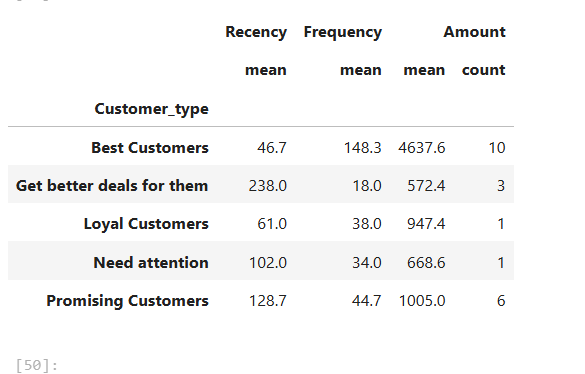 Recency Frequency Amount
mean mean mean count
Customer_type
Best Customers 46.7 148.3 4637.6 10
Get better deals for them 238.0 18.0 572.4 3
Loyal Customers 61.0 38.0 947.4 1
Need attention 102.0 34.0 668.6 1
Promising Customers 128.7 44.7 1005.0 6
[50]: